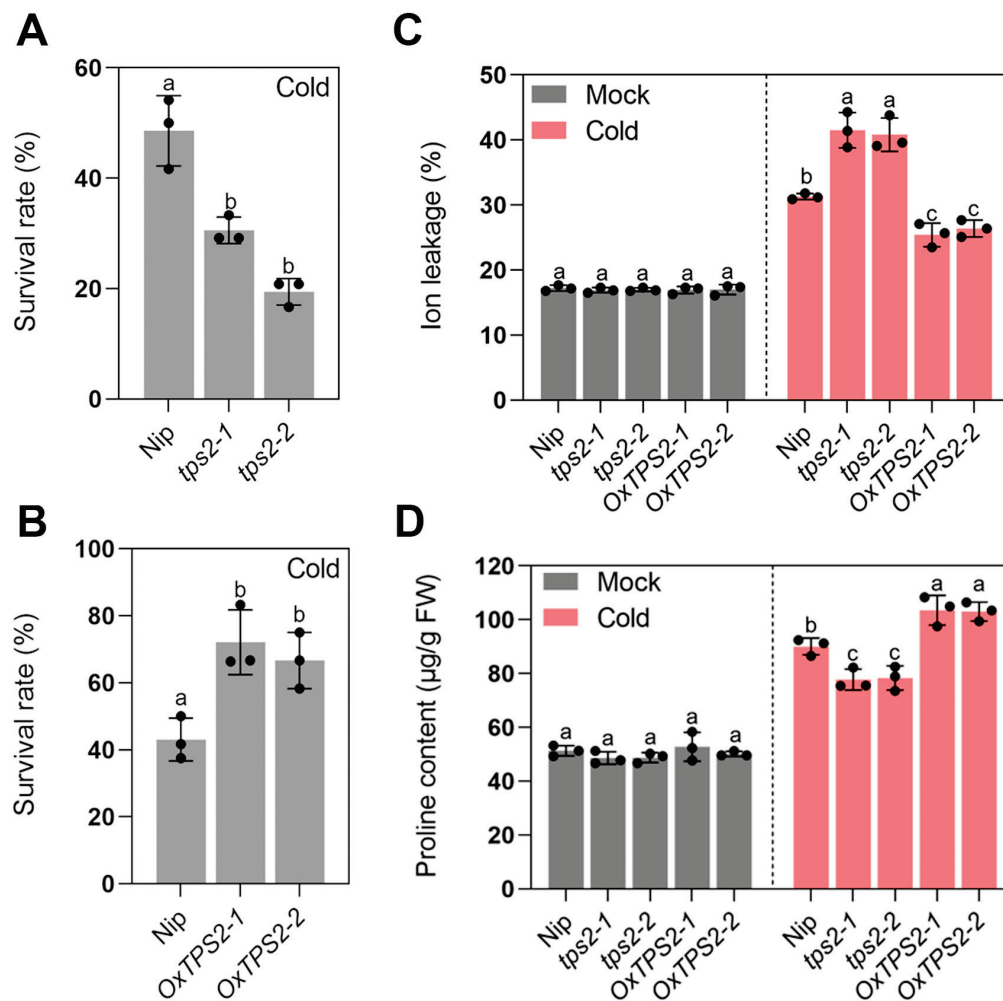 A
Survival rate (%)
60
40
20
0
Cold
a
b
b
Nip
tps2-1
tps2-2
B
Survival rate (%)
100
80
60
40
20
0
Cold
a
b
b
Nip
OxTPS2-1
OxTPS2-2
C
Ion leakage (%)
50
40
30
20
10
0
Mock
Cold
a a a a a
b a a c c
Nip
tps2-1
tps2-2
OxTPS2-1
OxTPS2-2
Nip
tps2-1
tps2-2
OxTPS2-1
OxTPS2-2
D
Proline content (μg/g FW)
120
100
80
60
40
20
0
Mock
Cold
a a a a a
b c c a a
Nip
tps2-1
tps2-2
OxTPS2-1
OxTPS2-2
Nip
tps2-1
tps2-2
OxTPS2-1
OxTPS2-2